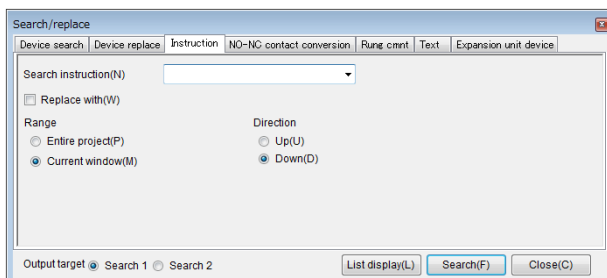 Search/replace
Device search Device replace Instruction NO-NC contact conversion Rung cmnt Text Expansion unit device
Search instruction(N)
Replace with(W)
Range Direction
Entire project(P) Up(U)
Current window(M) Down(D)
Output target Search 1 Search 2 List display(L) Search(F) Close(C)